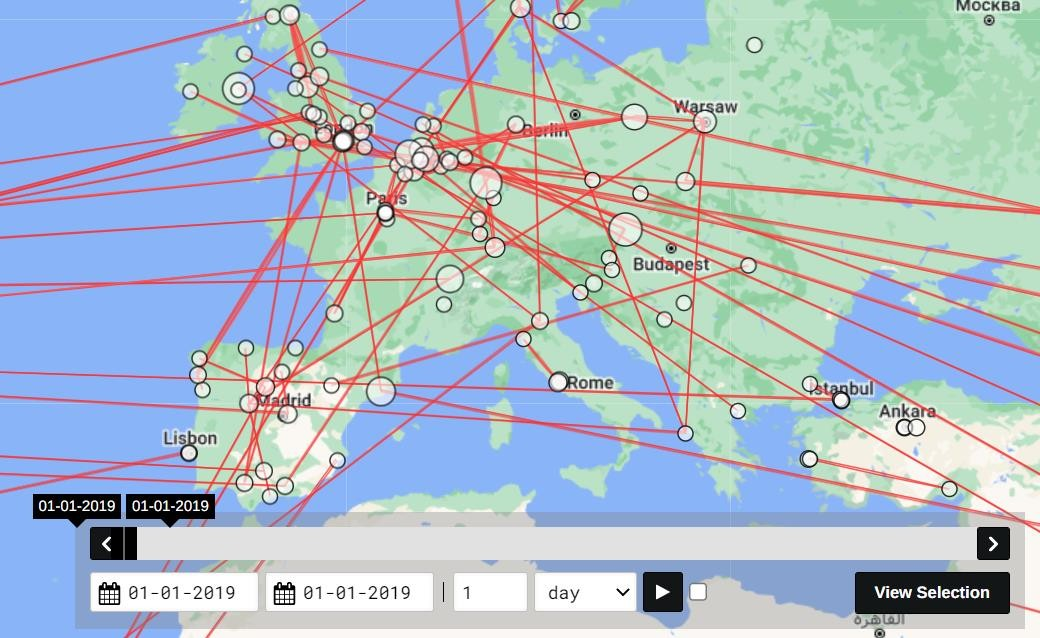 Москва
Warsaw
London
Berlin
Paris
Budapest
Rome
Istanbul
Madrid
Ankara
Lisbon
01-01-2019 01-01-2019
01-01-2019 01-01-2019 1 day View Selection
القاهرة